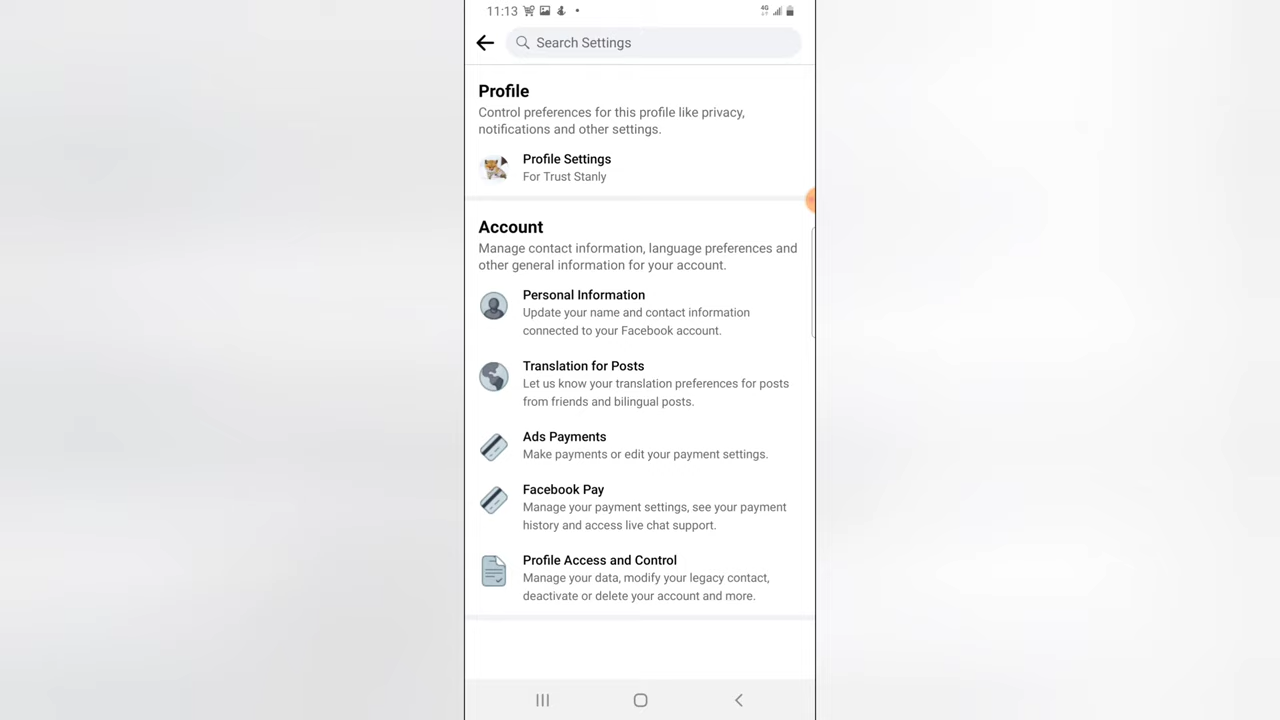 11:13
4G
Search Settings
Profile
Control preferences for this profile like privacy,
notifications and other settings.
Profile Settings
For Trust Stanly
Account
Manage contact information, language preferences and
other general information for your account.
Personal Information
Update your name and contact information
connected to your Facebook account.
Translation for Posts
Let us know your translation preferences for posts
from friends and bilingual posts.
Ads Payments
Make payments or edit your payment settings.
Facebook Pay
Manage your payment settings, see your payment
history and access live chat support.
Profile Access and Control
Manage your data, modify your legacy contact,
deactivate or delete your account and more.